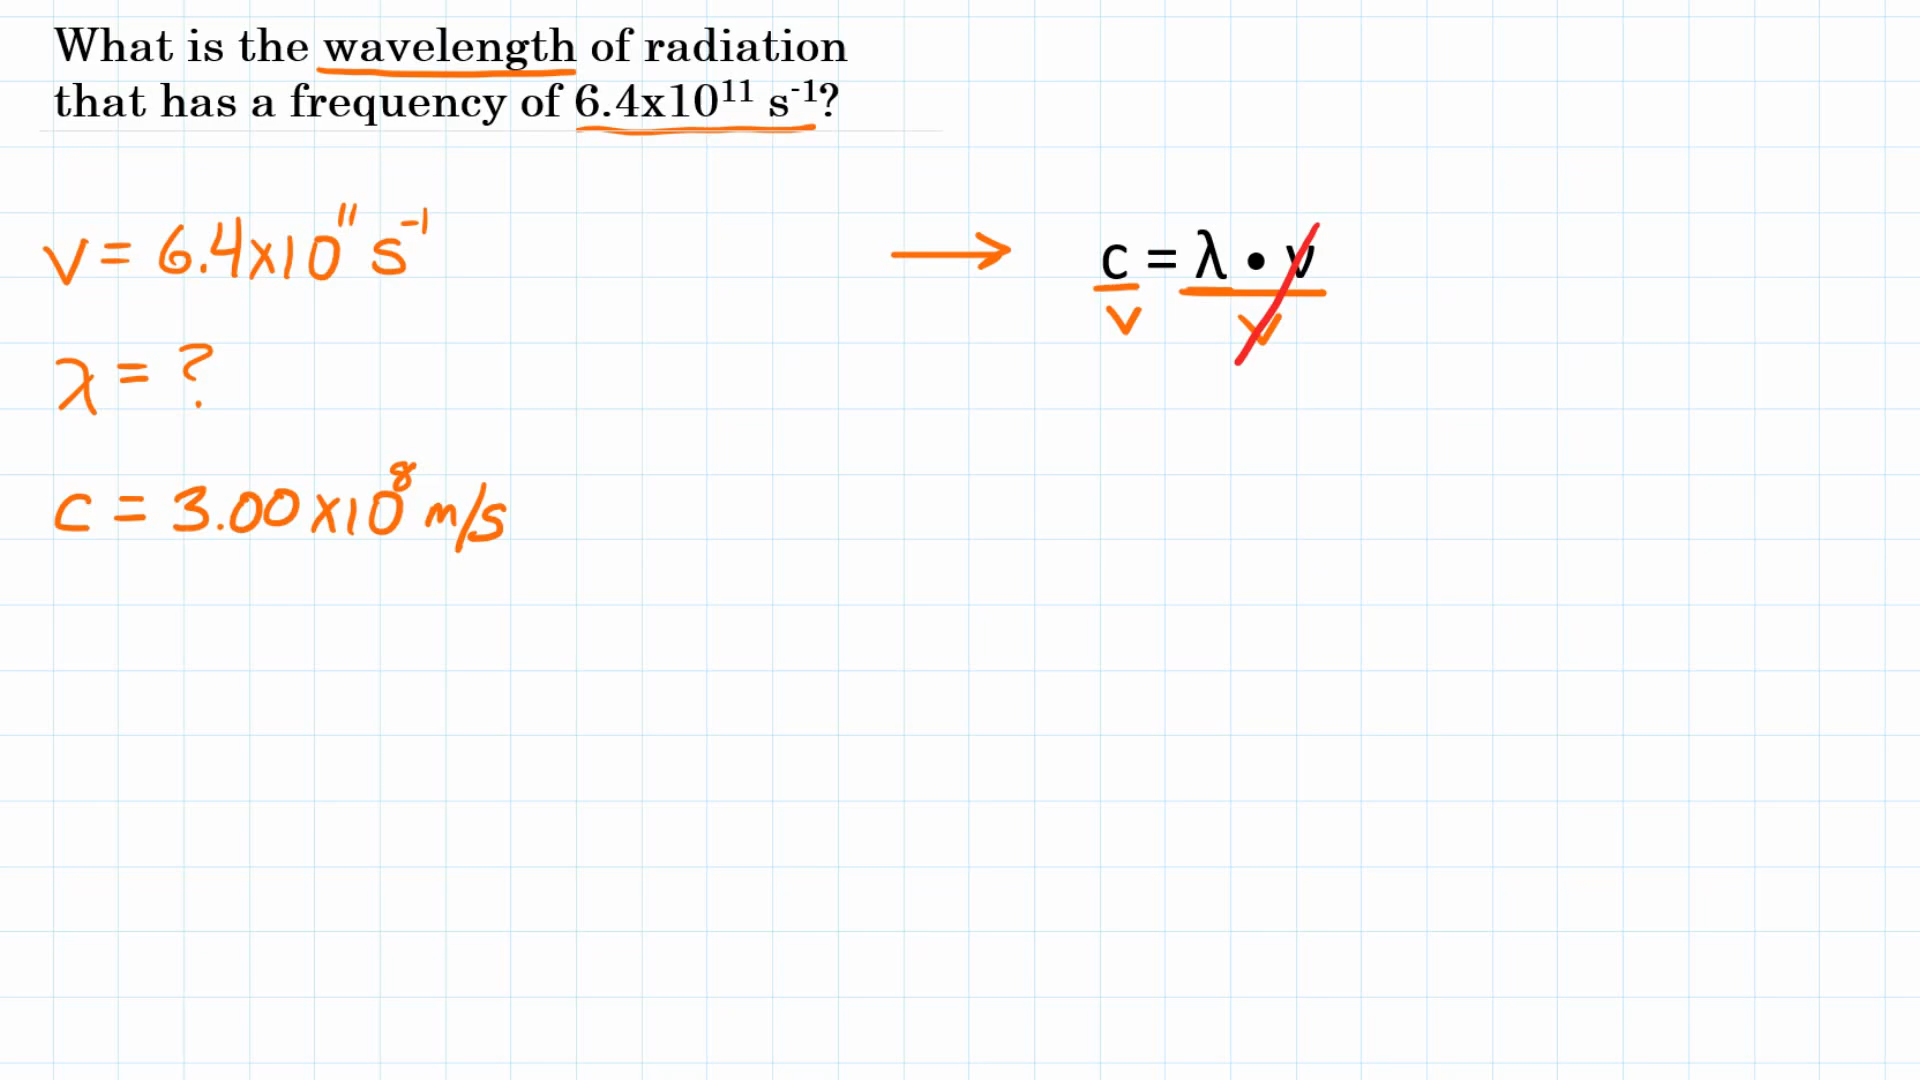 What is the wavelength of radiation
that has a frequency of 6.4x10¹¹ s⁻¹?
ν = 6.4x10¹¹ s⁻¹
c = λ • ν
ν ν
λ = ?
c = 3.00x10⁸ m/s